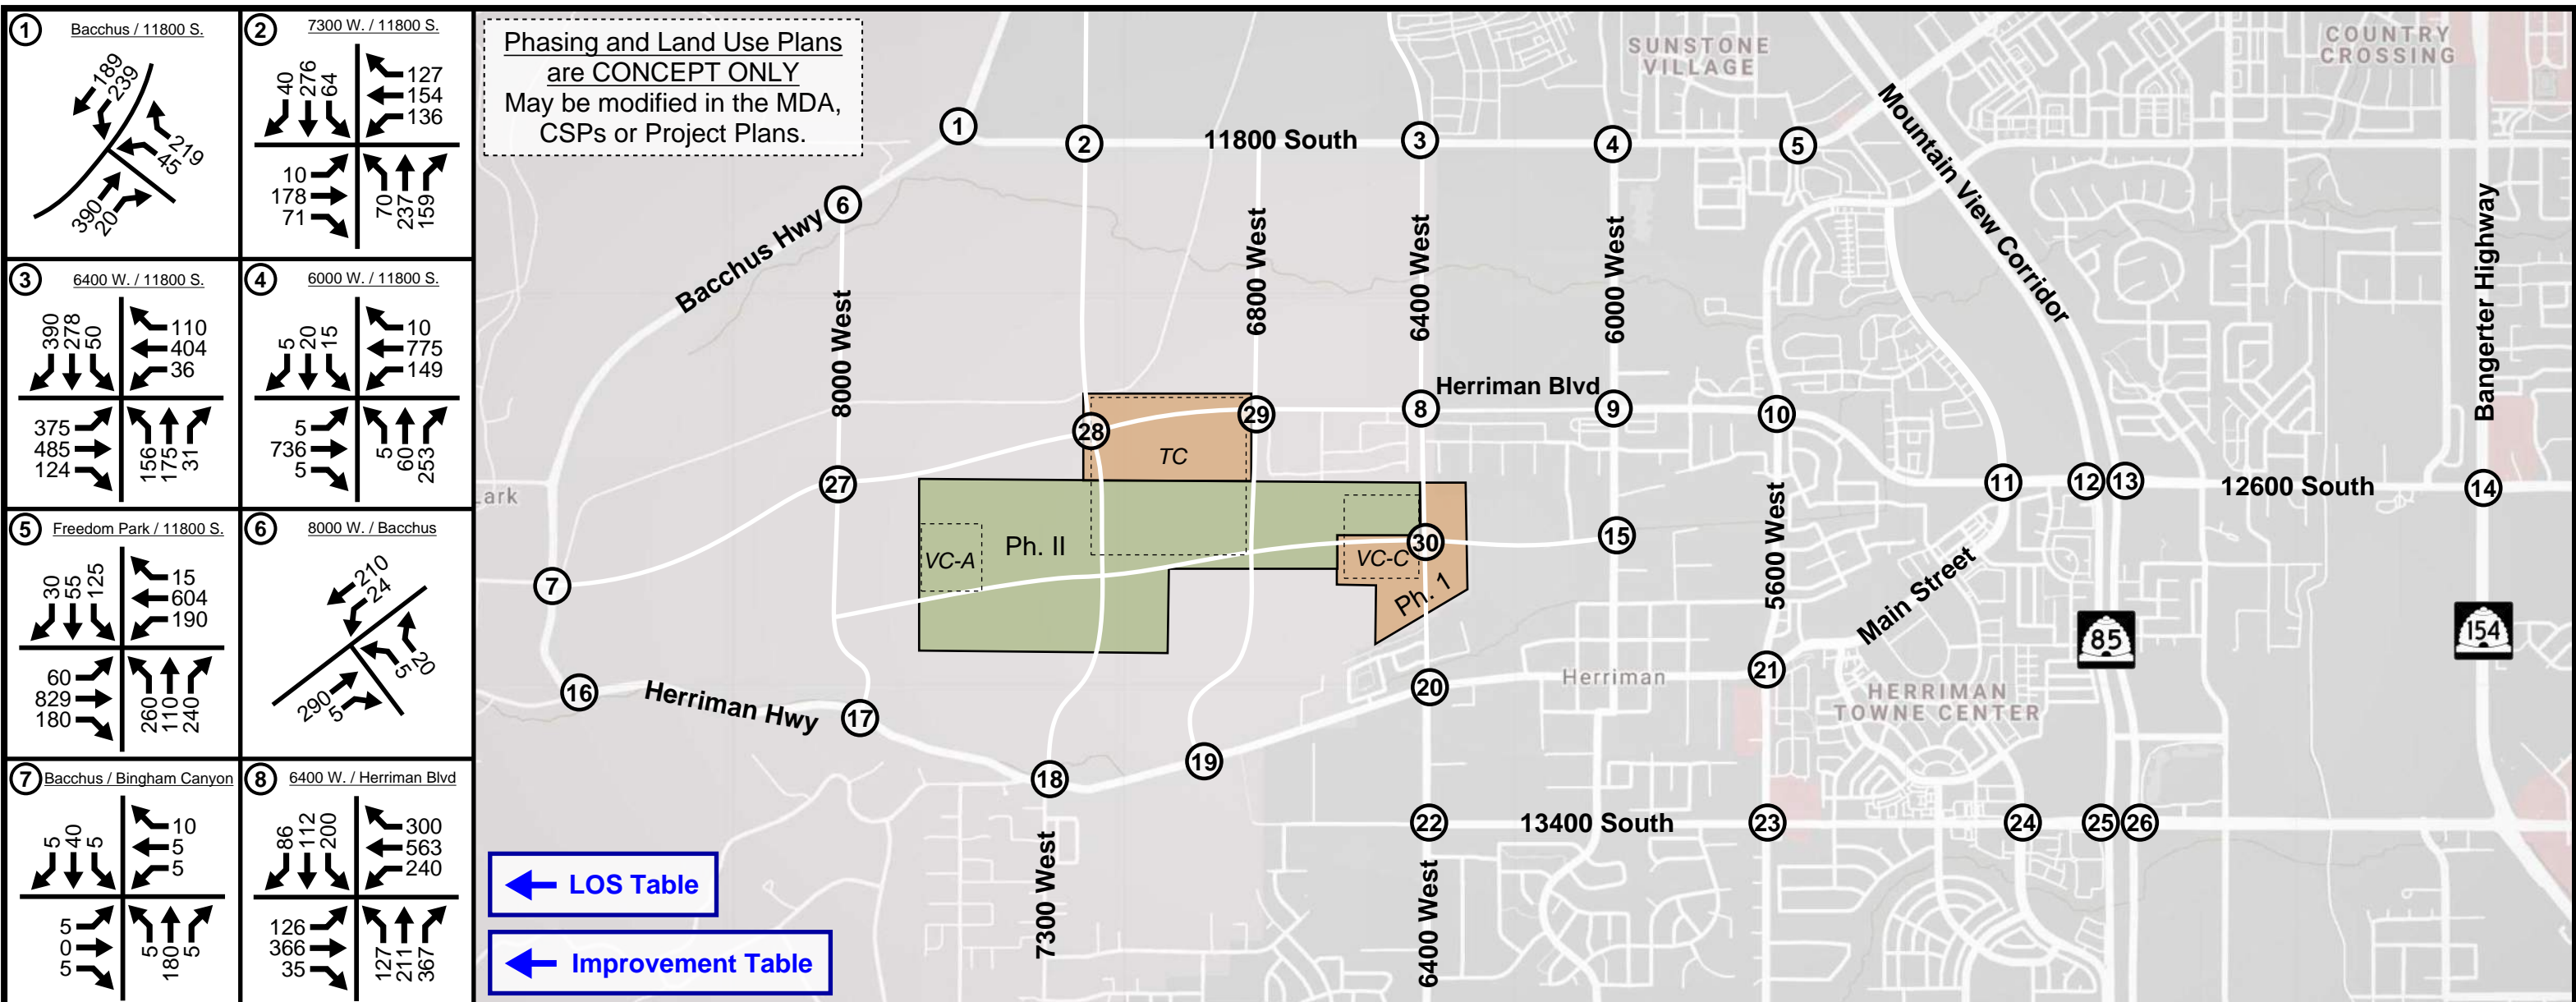 1
Bacchus / 11800 S.
189
239
219
45
390
20
2
7300 W. / 11800 S.
40
276
64
127
154
136
10
178
71
70
237
159
3
6400 W. / 11800 S.
390
278
50
110
404
36
375
485
124
156
175
31
4
6000 W. / 11800 S.
5
20
15
10
775
149
5
736
5
5
60
253
5
Freedom Park / 11800 S.
30
55
125
15
604
190
60
829
180
260
110
240
6
8000 W. / Bacchus
210
24
20
5
290
5
7
Bacchus / Bingham Canyon
5
40
5
10
5
5
5
0
5
5
180
5
8
6400 W. / Herriman Blvd
86
112
200
300
563
240
126
366
35
127
211
367
Phasing and Land Use Plans
are CONCEPT ONLY
May be modified in the MDA,
CSPs or Project Plans.
SUNSTONE
VILLAGE
COUNTRY
CROSSING
1
2
11800 South
3
4
5
Mountain View Corridor
6
Bacchus Hwy
8000 West
6800 West
6400 West
6000 West
Bangerter Highway
Herriman Blvd
28
29
8
9
10
TC
27
11
12
13
12600 South
14
ark
VC-A
Ph. II
VC-C
30
Ph. 1
15
5600 West
Main Street
7
85
154
16
Herriman Hwy
17
18
19
20
Herriman
21
HERRIMAN
TOWNE CENTER
22
13400 South
23
24
25
26
7300 West
6400 West
LOS Table
Improvement Table